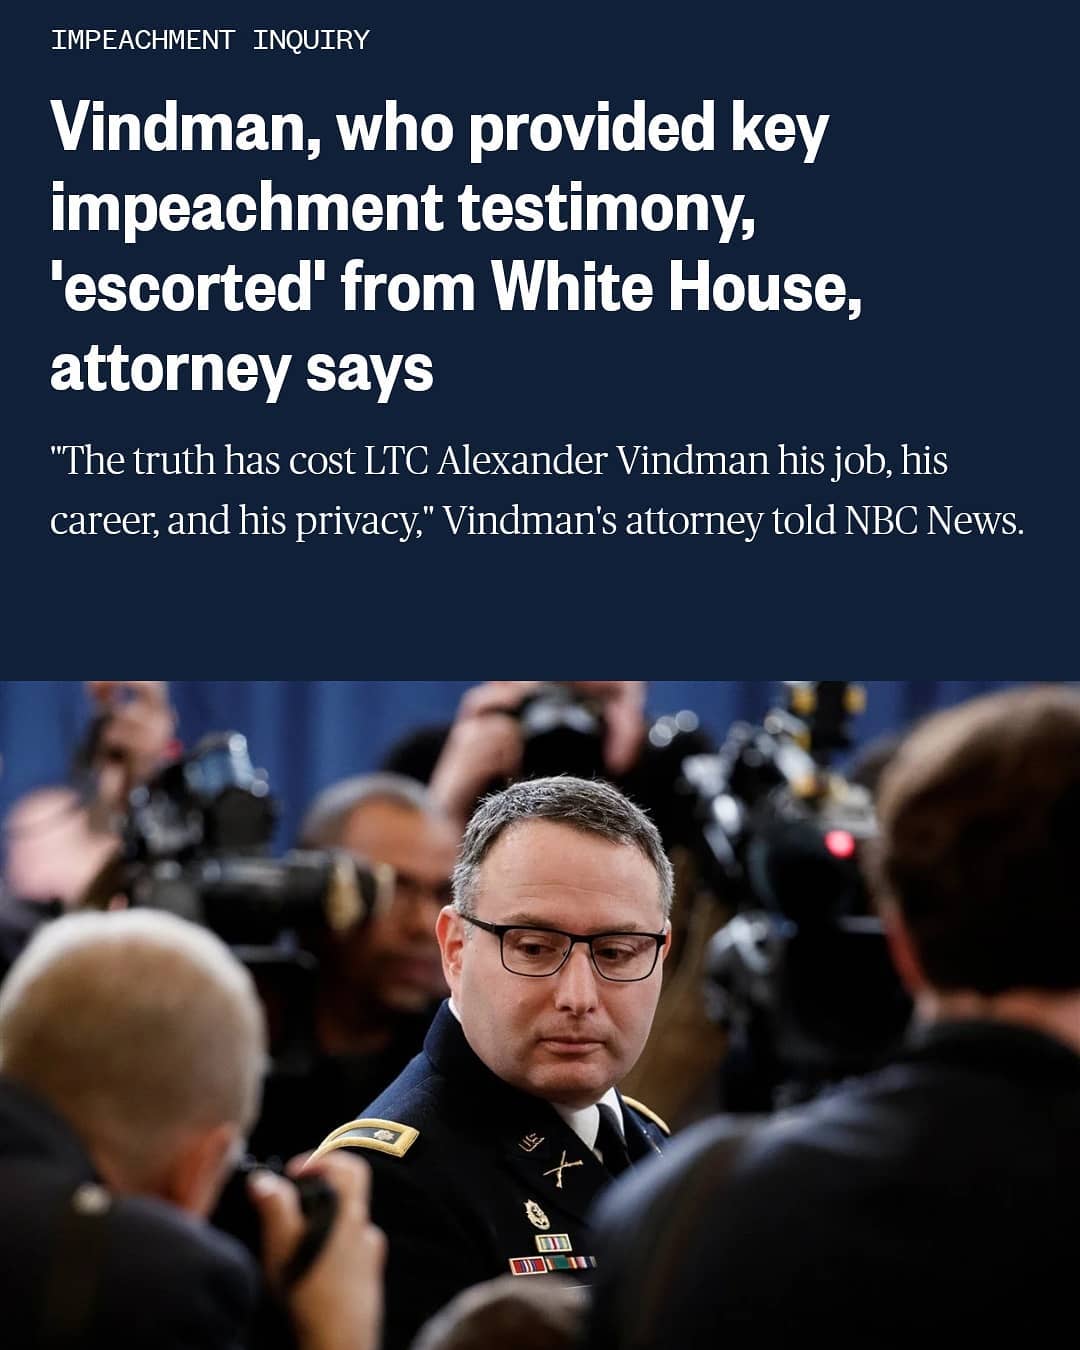 IMPEACHMENT INQUIRY
Vindman, who provided key
impeachment testimony,
'escorted' from White House,
attorney says
"The truth has cost LTC Alexander Vindman his job, his
career, and his privacy," Vindman's attorney told NBC News.